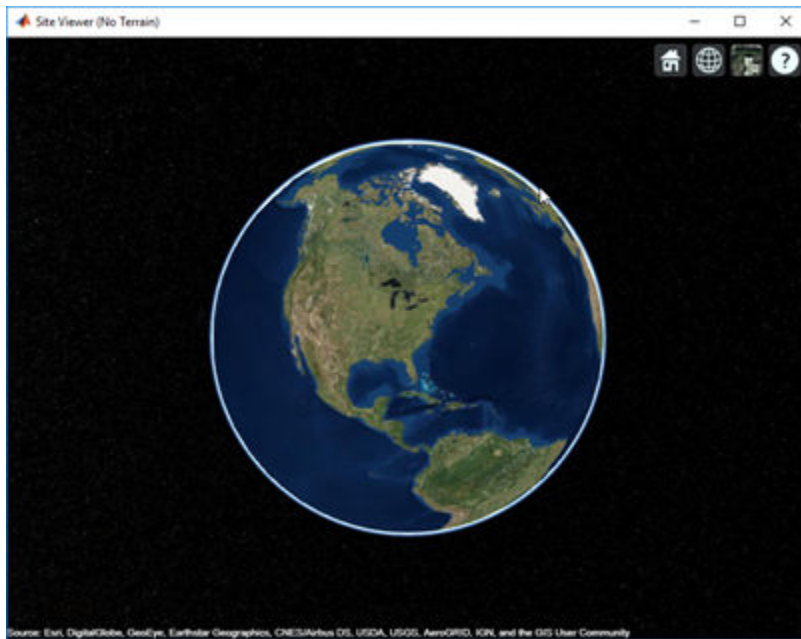 Site Viewer (No Terrain)
?
Source: Esri, DigitalGlobe, GeoEye, Earthstar Geographics, CNES/Airbus DS, USDA, USGS, AeroGRID, IGN, and the GIS User Community